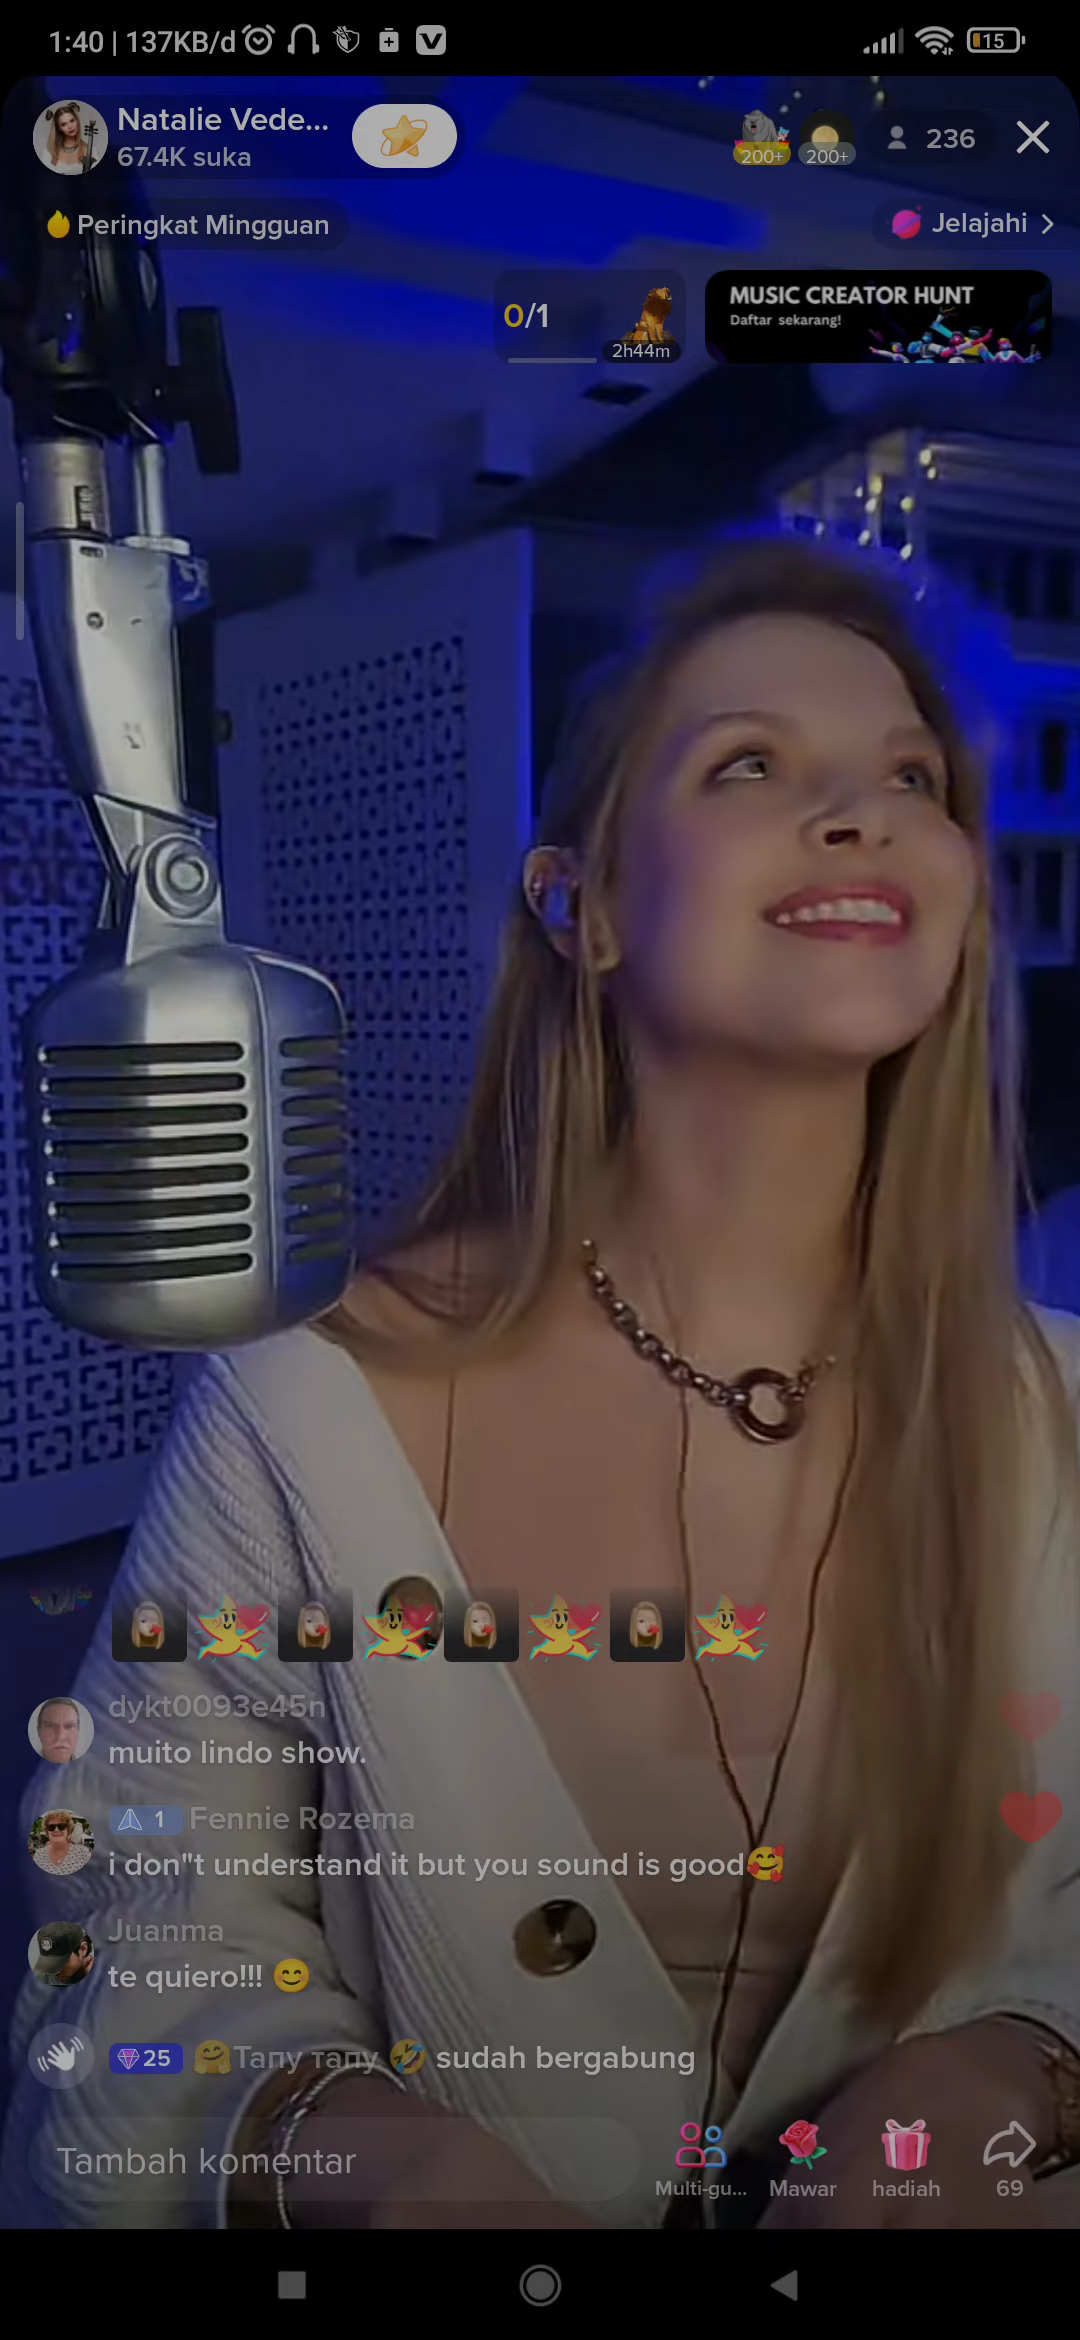 1:40 | 137KB/d
15
Natalie Vede...
67.4K suka
200+
200+
236
Peringkat Mingguan
Jelajahi
0/1
2h44m
MUSIC CREATOR HUNT
Daftar sekarang!
dykt0093e45n
muito lindo show.
1 Fennie Rozema
i don"t understand it but you sound is good🥰
Juanma
te quiero!!! 😊
25 🤗Тапу тапу 🤣 sudah bergabung
Tambah komentar
Multi-gu...
Mawar
hadiah
69